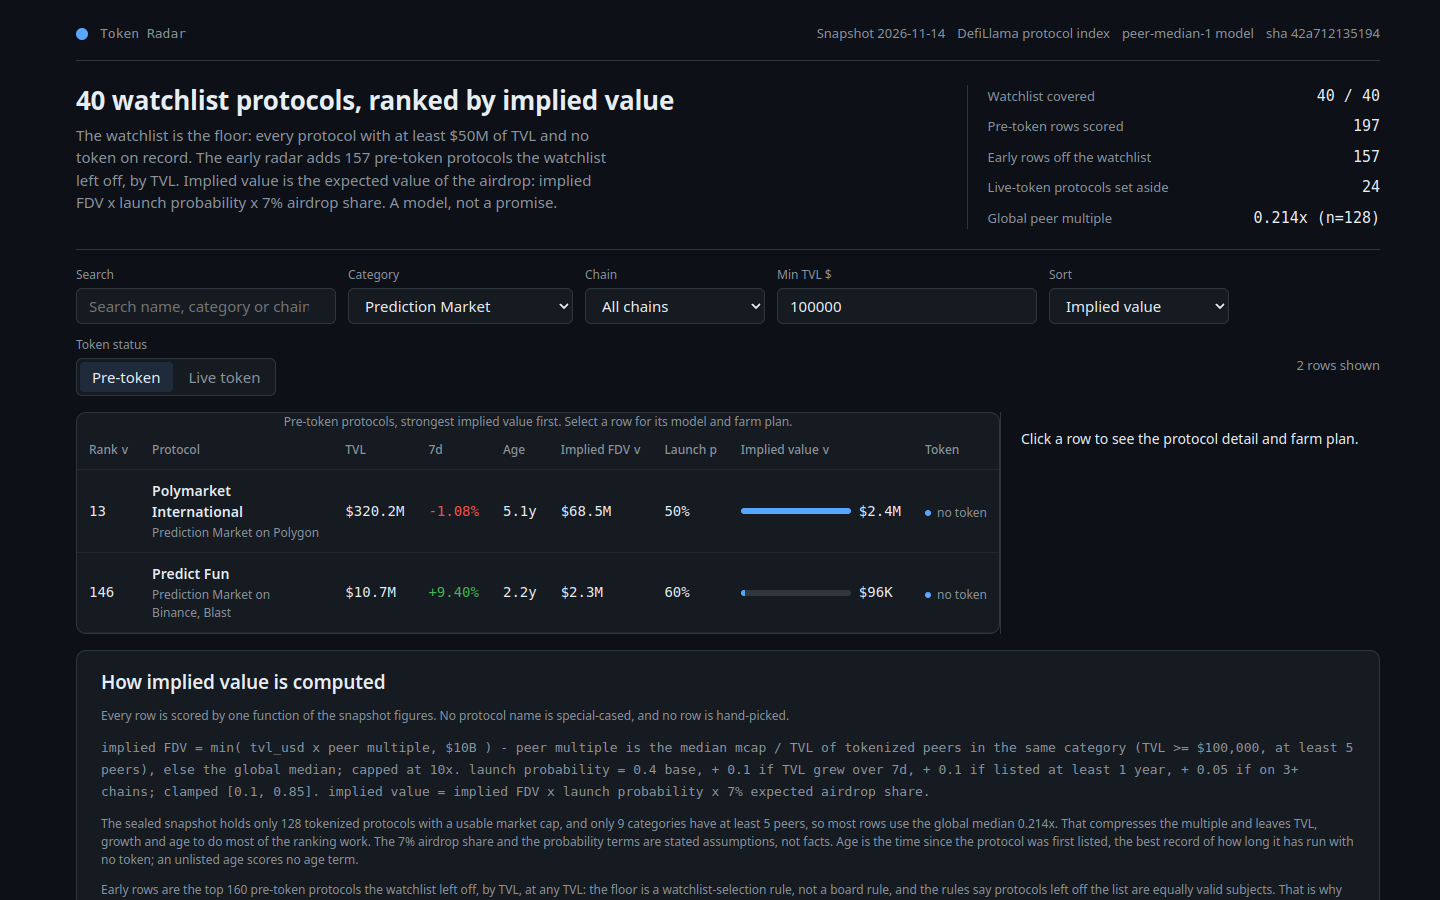 Token Radar
Snapshot 2026-11-14 DefiLlama protocol index peer-median-1 model sha 42a712135194
40 watchlist protocols, ranked by implied value
The watchlist is the floor: every protocol with at least $50M of TVL and no
token on record. The early radar adds 157 pre-token protocols the watchlist
left off, by TVL. Implied value is the expected value of the airdrop: implied
FDV x launch probability x 7% airdrop share. A model, not a promise.
Watchlist covered 40 / 40
Pre-token rows scored 197
Early rows off the watchlist 157
Live-token protocols set aside 24
Global peer multiple 0.214x (n=128)
Search Category Chain Min TVL $ Sort
Search name, category or chain Prediction Market All chains 100000 Implied value
Token status
Pre-token Live token
2 rows shown
Pre-token protocols, strongest implied value first. Select a row for its model and farm plan.
Rank v Protocol TVL 7d Age Implied FDV v Launch p Implied value v Token
13 Polymarket International $320.2M -1.08% 5.1y $68.5M 50% $2.4M no token
Prediction Market on Polygon
146 Predict Fun $10.7M +9.40% 2.2y $2.3M 60% $96K no token
Prediction Market on
Binance, Blast
Click a row to see the protocol detail and farm plan.
How implied value is computed
Every row is scored by one function of the snapshot figures. No protocol name is special-cased, and no row is hand-picked.
implied FDV = min( tvl_usd x peer multiple, $10B ) - peer multiple is the median mcap / TVL of tokenized peers in the same category (TVL >= $100,000, at least 5
peers), else the global median; capped at 10x. launch probability = 0.4 base, + 0.1 if TVL grew over 7d, + 0.1 if listed at least 1 year, + 0.05 if on 3+
chains; clamped [0.1, 0.85]. implied value = implied FDV x launch probability x 7% expected airdrop share.
The sealed snapshot holds only 128 tokenized protocols with a usable market cap, and only 9 categories have at least 5 peers, so most rows use the global median 0.214x. That compresses the multiple and leaves TVL,
growth and age to do most of the ranking work. The 7% airdrop share and the probability terms are stated assumptions, not facts. Age is the time since the protocol was first listed, the best record of how long it has run with
no token; an unlisted age scores no age term.
Early rows are the top 160 pre-token protocols the watchlist left off, by TVL, at any TVL: the floor is a watchlist-selection rule, not a board rule, and the rules say protocols left off the list are equally valid subjects. That is why